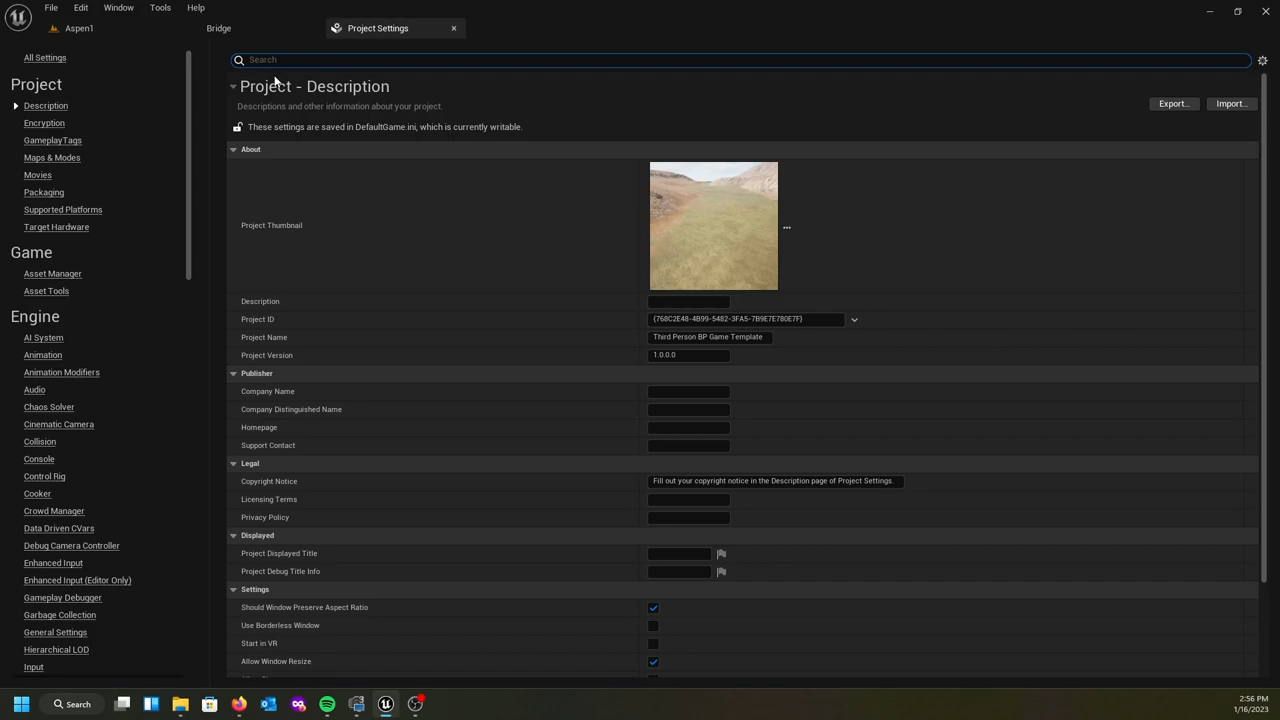 File Edit Window Tools Help
Aspen1 Bridge Project Settings
All Settings
Project
Description
Encryption
GameplayTags
Maps & Modes
Movies
Packaging
Supported Platforms
Target Hardware
Game
Asset Manager
Asset Tools
Engine
AI System
Animation
Animation Modifiers
Audio
Chaos Solver
Cinematic Camera
Collision
Console
Control Rig
Cooker
Crowd Manager
Data Driven CVars
Debug Camera Controller
Enhanced Input
Enhanced Input (Editor Only)
Gameplay Debugger
Garbage Collection
General Settings
Hierarchical LOD
Input
Search
Project - Description
Descriptions and other information about your project.
Export... Import...
These settings are saved in DefaultGame.ini, which is currently writable.
About
Project Thumbnail
Description
Project ID {768C2E48-4B99-5482-3FA5-7B9E7E780E7F}
Project Name Third Person BP Game Template
Project Version 1.0.0.0
Publisher
Company Name
Company Distinguished Name
Homepage
Support Contact
Legal
Copyright Notice Fill out your copyright notice in the Description page of Project Settings.
Licensing Terms
Privacy Policy
Displayed
Project Displayed Title
Project Debug Title Info
Settings
Should Window Preserve Aspect Ratio
Use Borderless Window
Start in VR
Allow Window Resize
Search
2:56 PM
1/16/2023